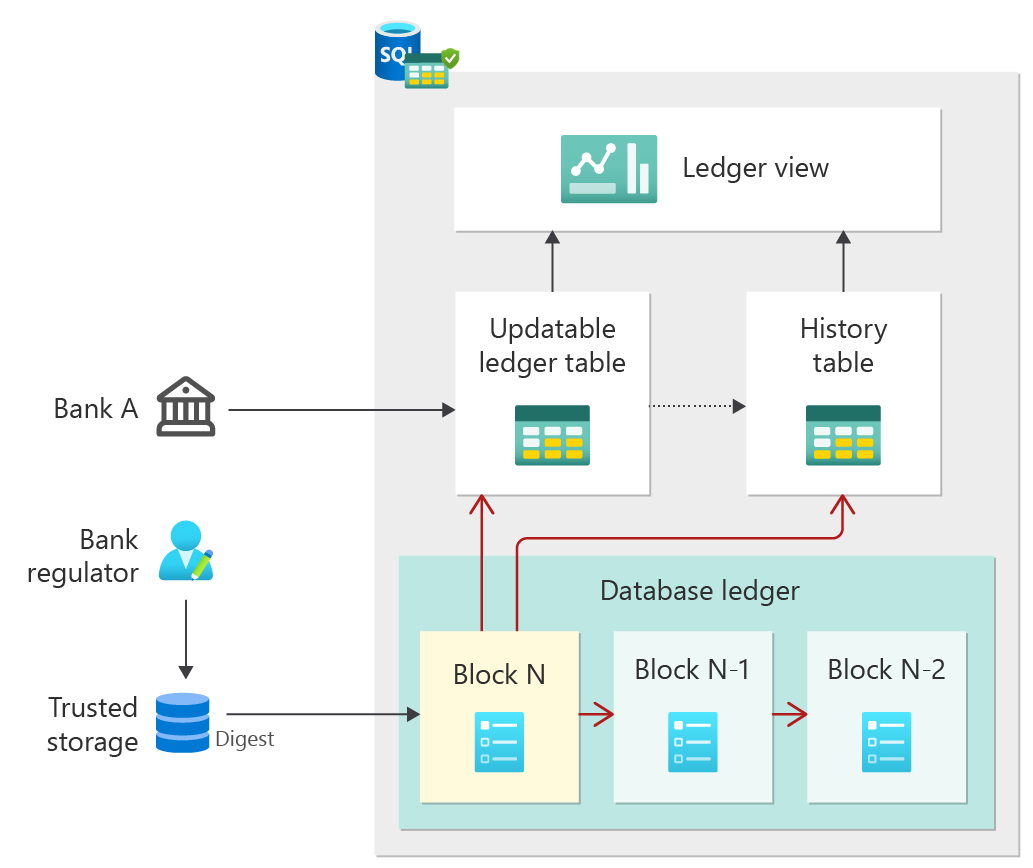 SQL
Ledger view
Updatable
ledger table
History
table
Bank A
Bank
regulator
Database ledger
Block N
Block N-1
Block N-2
Trusted
storage
Digest